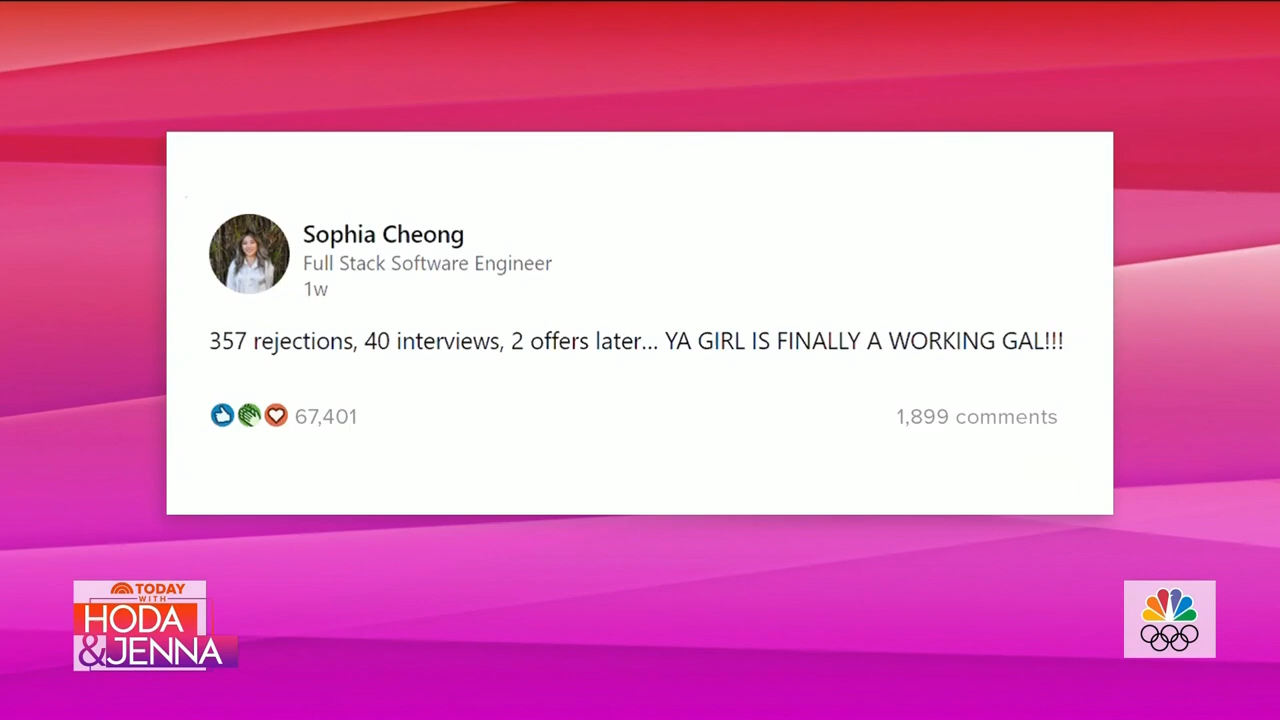 Sophia Cheong
Full Stack Software Engineer
1w
357 rejections, 40 interviews, 2 offers later... YA GIRL IS FINALLY A WORKING GAL!!!
67,401
1,899 comments
TODAY
WITH
HODA
&JENNA